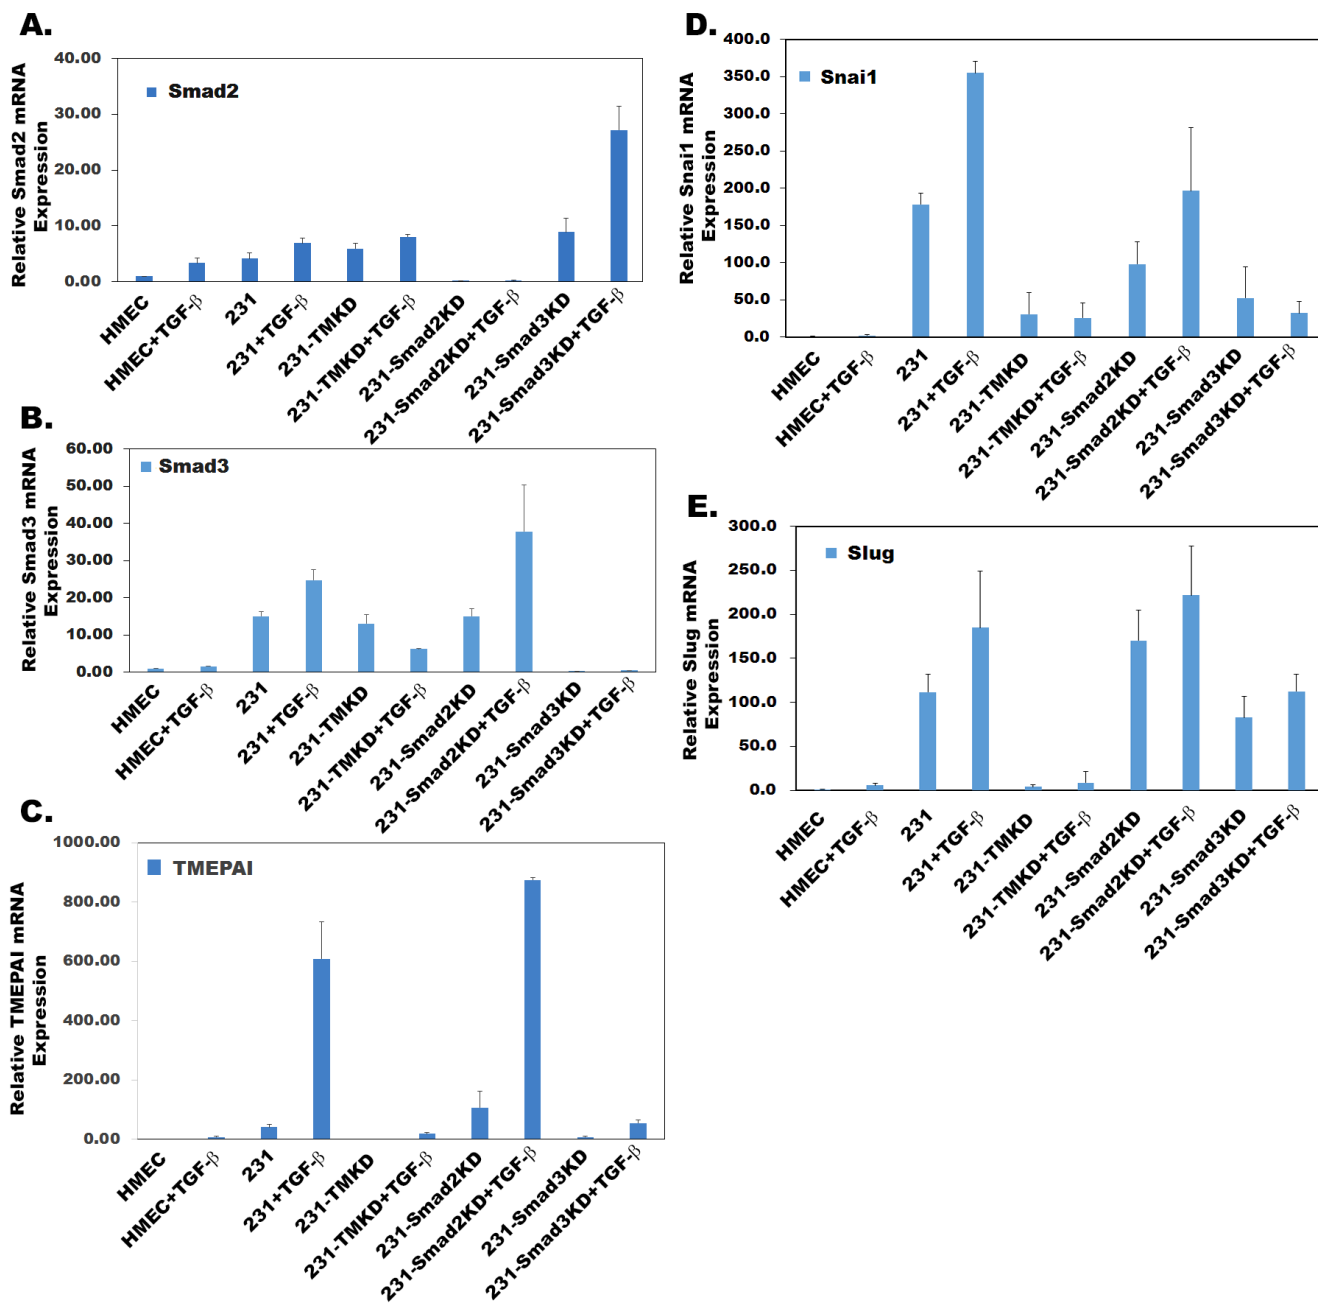 A.
40.00
30.00
20.00
10.00
0.00
Relative Smad2 mRNA
Expression
Smad2
HMEC
HMEC+TGF-β
231
231+TGF-β
231-TMKD
231-TMKD+TGF-β
231-Smad2KD
231-Smad2KD+TGF-β
231-Smad3KD
231-Smad3KD+TGF-β
B.
60.00
50.00
40.00
30.00
20.00
10.00
0.00
Relative Smad3 mRNA
Expression
Smad3
HMEC
HMEC+TGF-β
231
231+TGF-β
231-TMKD
231-TMKD+TGF-β
231-Smad2KD
231-Smad2KD+TGF-β
231-Smad3KD
231-Smad3KD+TGF-β
C.
1000.00
800.00
600.00
400.00
200.00
0.00
Relative TMEPAI mRNA
Expression
TMEPAI
HMEC
HMEC+TGF-β
231
231+TGF-β
231-TMKD
231-TMKD+TGF-β
231-Smad2KD
231-Smad2KD+TGF-β
231-Smad3KD
231-Smad3KD+TGF-β
D.
400.0
350.0
300.0
250.0
200.0
150.0
100.0
50.0
0.0
Relative Snai1 mRNA
Expression
Snai1
HMEC
HMEC+TGF-β
231
231+TGF-β
231-TMKD
231-TMKD+TGF-β
231-Smad2KD
231-Smad2KD+TGF-β
231-Smad3KD
231-Smad3KD+TGF-β
E.
300.0
250.0
200.0
150.0
100.0
50.0
0.0
Relative Slug mRNA
Expression
Slug
HMEC
HMEC+TGF-β
231
231+TGF-β
231-TMKD
231-TMKD+TGF-β
231-Smad2KD
231-Smad2KD+TGF-β
231-Smad3KD
231-Smad3KD+TGF-β